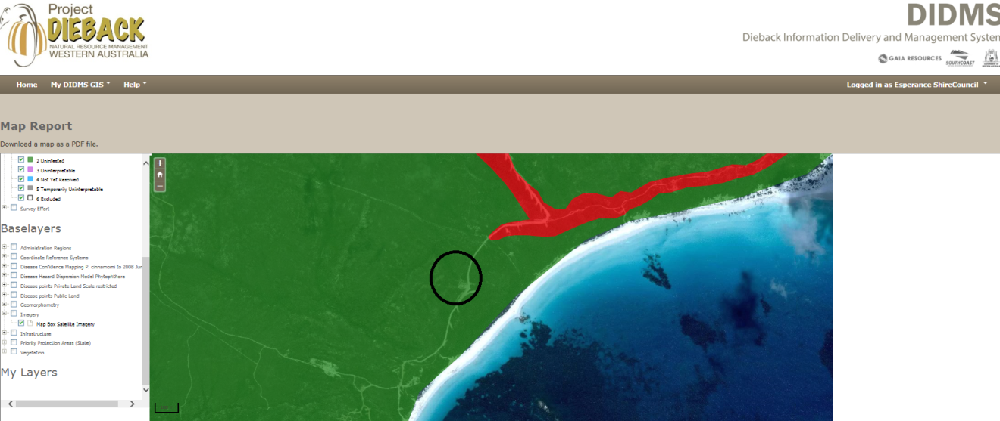 Project
DIEBACK
NATURAL RESOURCE MANAGEMENT
WESTERN AUSTRALIA
DIDMS
Dieback Information Delivery and Management System
GAIA RESOURCES
SOUTHCOAST
Home My DIDMS GIS Help
Logged in as Esperance ShireCouncil
Map Report
Download a map as a PDF file.
2 Uninfested
3 Uninterpretable
4 Not Yet Resolved
5 Temporarily Uninterpretable
6 Excluded
Survey Effort
Baselayers
Administration Regions
Coordinate Reference Systems
Disease Confidence Mapping P. cinnamomi to 2008 Jun
Disease Hazard Dispersion Model Phytophthora
Disease points Private Land Scale restricted
Disease points Public Land
Geomorphometry
Imagery
Map Box Satellite Imagery
Infrastructure
Priority Protection Areas (State)
Vegetation
My Layers